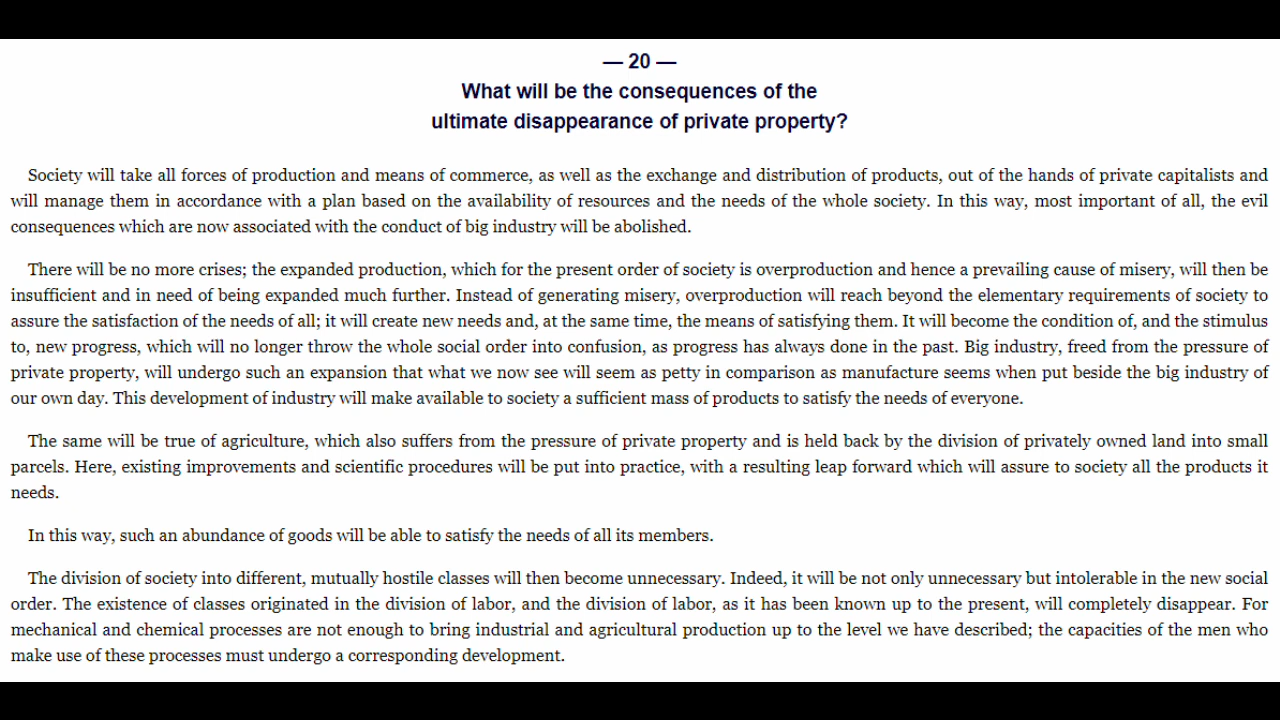 — 20 —
What will be the consequences of the
ultimate disappearance of private property?
Society will take all forces of production and means of commerce, as well as the exchange and distribution of products, out of the hands of private capitalists and
will manage them in accordance with a plan based on the availability of resources and the needs of the whole society. In this way, most important of all, the evil
consequences which are now associated with the conduct of big industry will be abolished.
There will be no more crises; the expanded production, which for the present order of society is overproduction and hence a prevailing cause of misery, will then be
insufficient and in need of being expanded much further. Instead of generating misery, overproduction will reach beyond the elementary requirements of society to
assure the satisfaction of the needs of all; it will create new needs and, at the same time, the means of satisfying them. It will become the condition of, and the stimulus
to, new progress, which will no longer throw the whole social order into confusion, as progress has always done in the past. Big industry, freed from the pressure of
private property, will undergo such an expansion that what we now see will seem as petty in comparison as manufacture seems when put beside the big industry of
our own day. This development of industry will make available to society a sufficient mass of products to satisfy the needs of everyone.
The same will be true of agriculture, which also suffers from the pressure of private property and is held back by the division of privately owned land into small
parcels. Here, existing improvements and scientific procedures will be put into practice, with a resulting leap forward which will assure to society all the products it
needs.
In this way, such an abundance of goods will be able to satisfy the needs of all its members.
The division of society into different, mutually hostile classes will then become unnecessary. Indeed, it will be not only unnecessary but intolerable in the new social
order. The existence of classes originated in the division of labor, and the division of labor, as it has been known up to the present, will completely disappear. For
mechanical and chemical processes are not enough to bring industrial and agricultural production up to the level we have described; the capacities of the men who
make use of these processes must undergo a corresponding development.